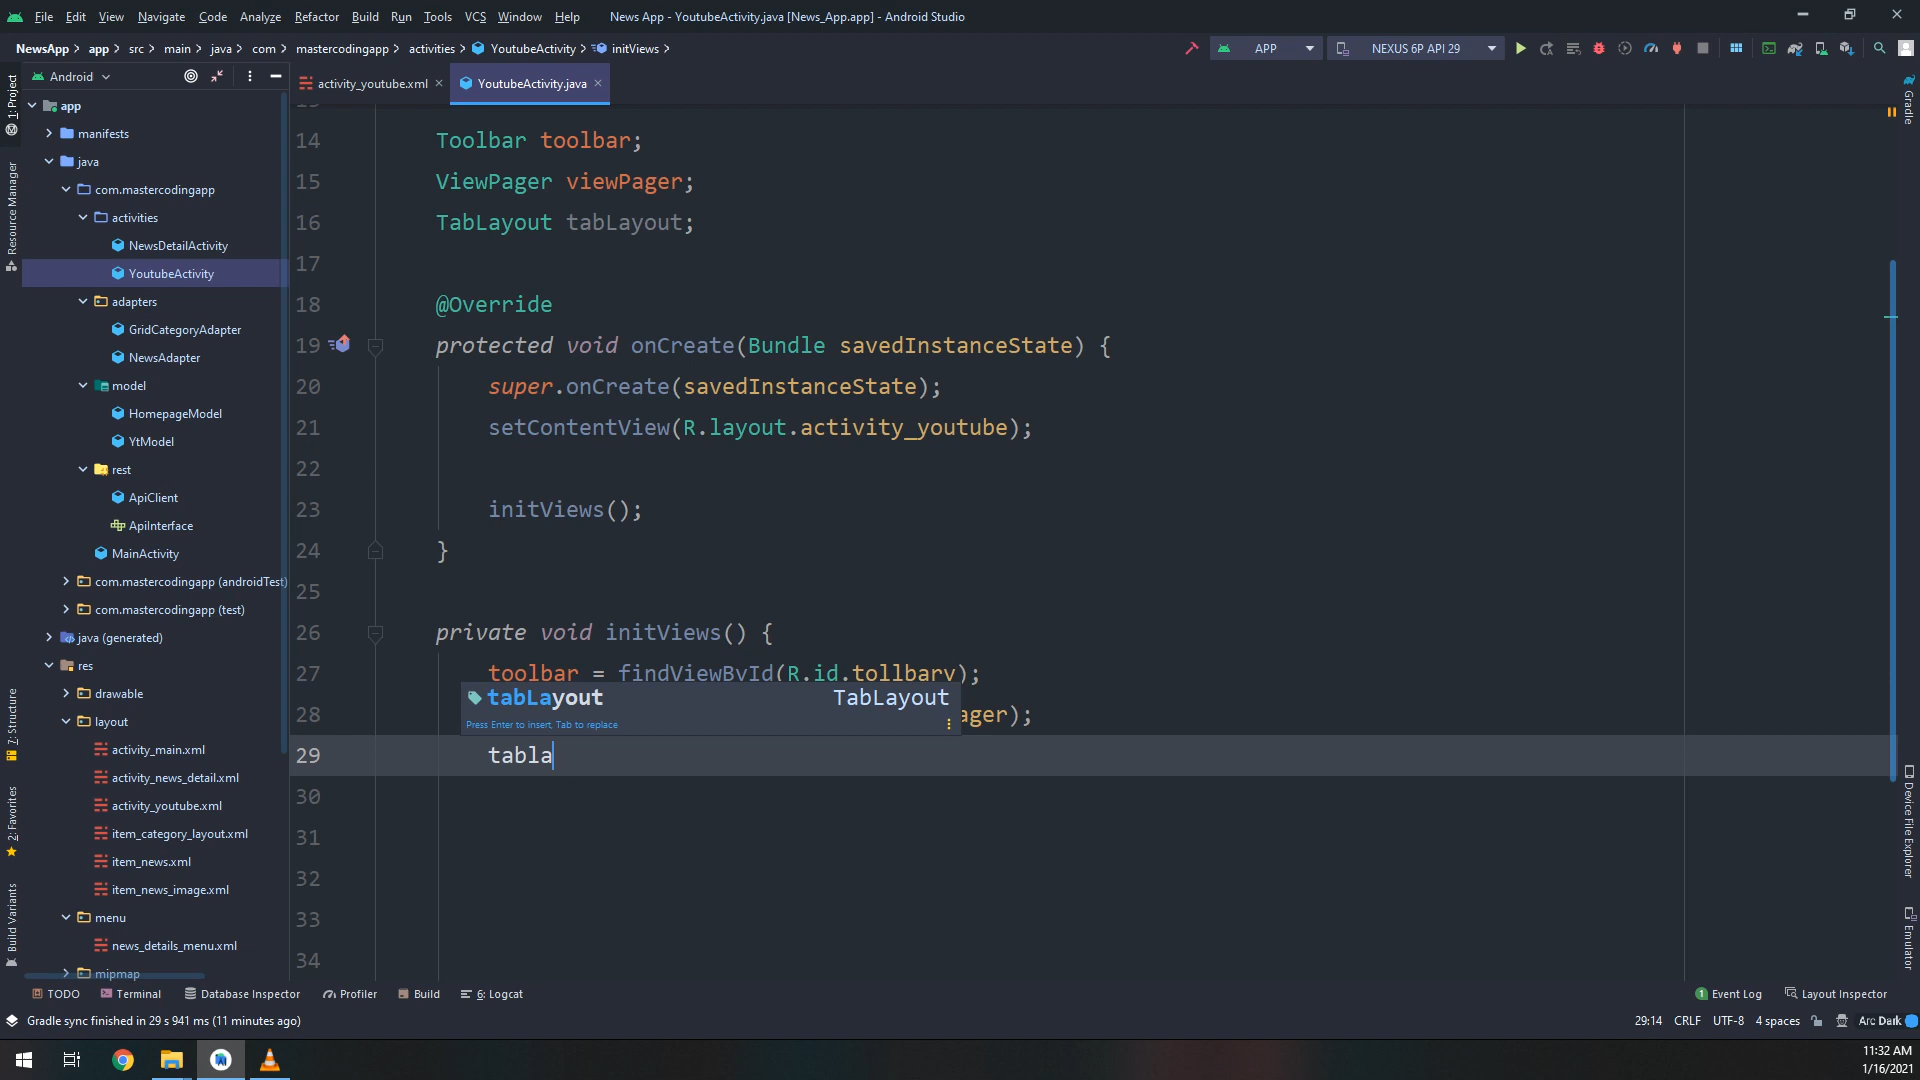 File Edit View Navigate Code Analyze Refactor Build Run Tools VCS Window Help News App - YoutubeActivity.java [News_App.app] - Android Studio
NewsApp app src main java com mastercodingapp activities YoutubeActivity initViews APP NEXUS 6P API 29
Android
activity_youtube.xml YoutubeActivity.java
1: Project
Resource Manager
7: Structure
2: Favorites
Build Variants
app
manifests
java
com.mastercodingapp
activities
NewsDetailActivity
YoutubeActivity
adapters
GridCategoryAdapter
NewsAdapter
model
HomepageModel
YtModel
rest
ApiClient
ApiInterface
MainActivity
com.mastercodingapp (androidTest)
com.mastercodingapp (test)
java (generated)
res
drawable
layout
activity_main.xml
activity_news_detail.xml
activity_youtube.xml
item_category_layout.xml
item_news.xml
item_news_image.xml
menu
news_details_menu.xml
mipmap
14 Toolbar toolbar;
15 ViewPager viewPager;
16 TabLayout tabLayout;
17
18 @Override
19 protected void onCreate(Bundle savedInstanceState) {
20 super.onCreate(savedInstanceState);
21 setContentView(R.layout.activity_youtube);
22
23 initViews();
24 }
25
26 private void initViews() {
27 toolbar = findViewById(R.id.tollbary);
tabLayout TabLayout
Press Enter to insert, Tab to replace
28 ager);
29 tabla
30
31
32
33
34
Gradle
Device File Explorer
Emulator
TODO Terminal Database Inspector Profiler Build 6: Logcat 1 Event Log Layout Inspector
Gradle sync finished in 29 s 941 ms (11 minutes ago) 29:14 CRLF UTF-8 4 spaces Arc Dark
11:32 AM
1/16/2021